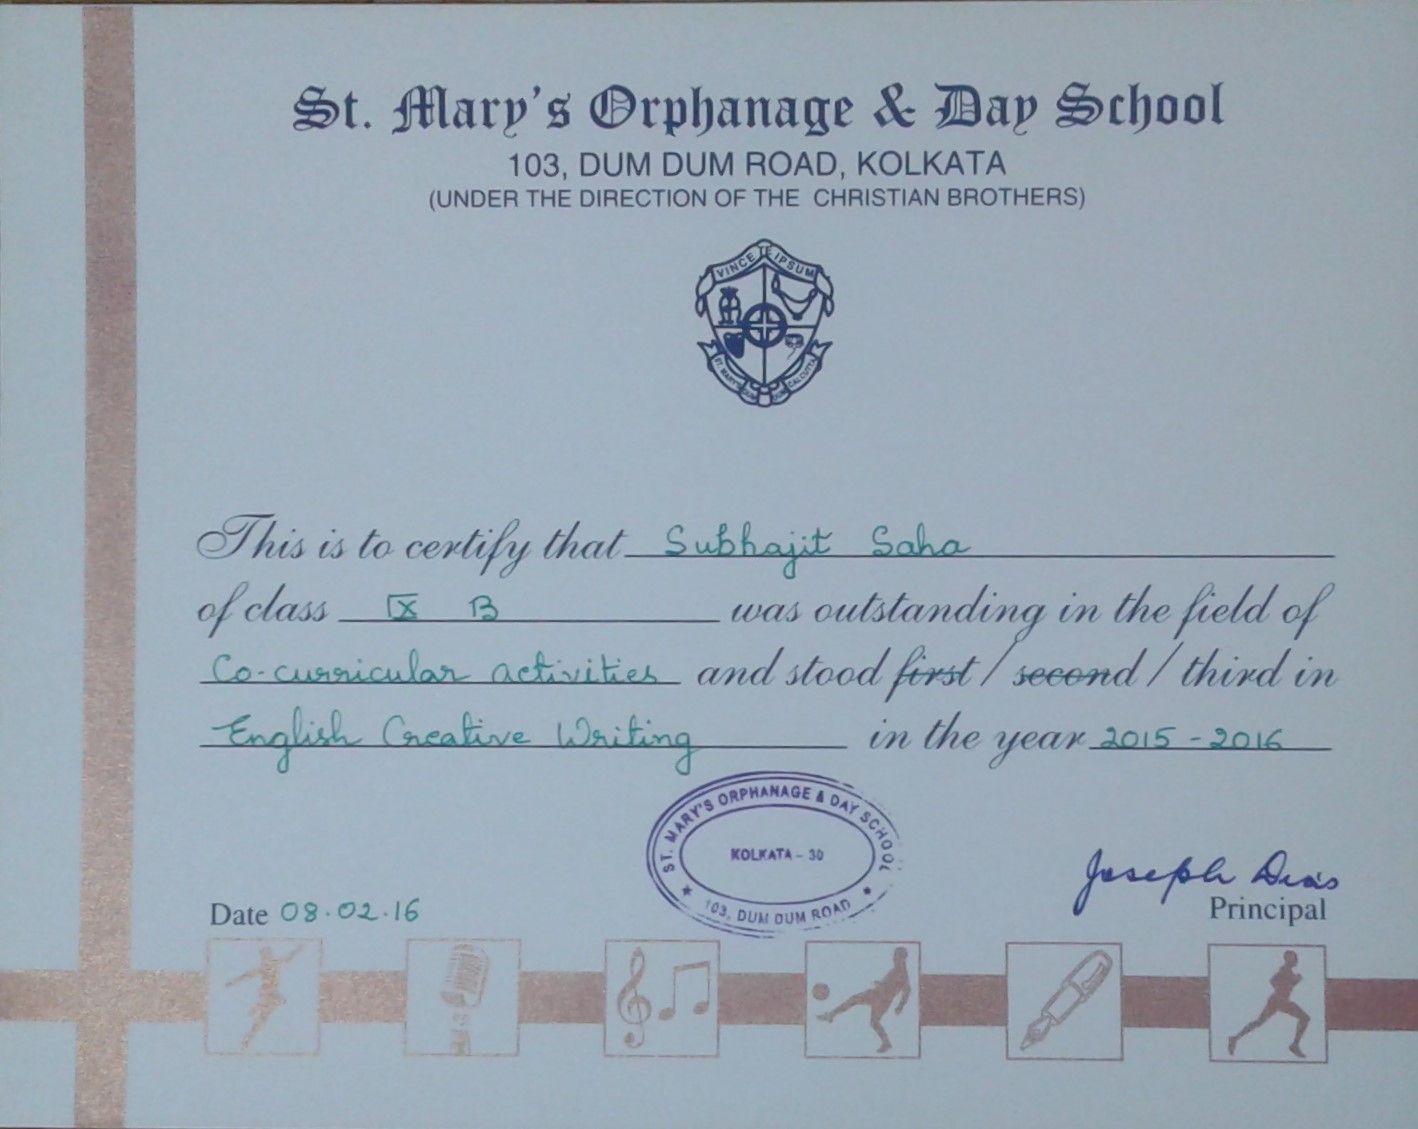 St. Mary's Orphanage & Day School
103, DUM DUM ROAD, KOLKATA
(UNDER THE DIRECTION OF THE CHRISTIAN BROTHERS)
VINCE TE IPSUM
ST. MARY'S DUM DUM CALCUTTA
This is to certify that Subhajit Saha
of class IX B was outstanding in the field of
Co-curricular activities and stood first / second / third in
English Creative Writing in the year 2015 - 2016
ST. MARY'S ORPHANAGE & DAY SCHOOL
KOLKATA - 30
103, DUM DUM ROAD
Joseph Dias
Date 08.02.16
Principal